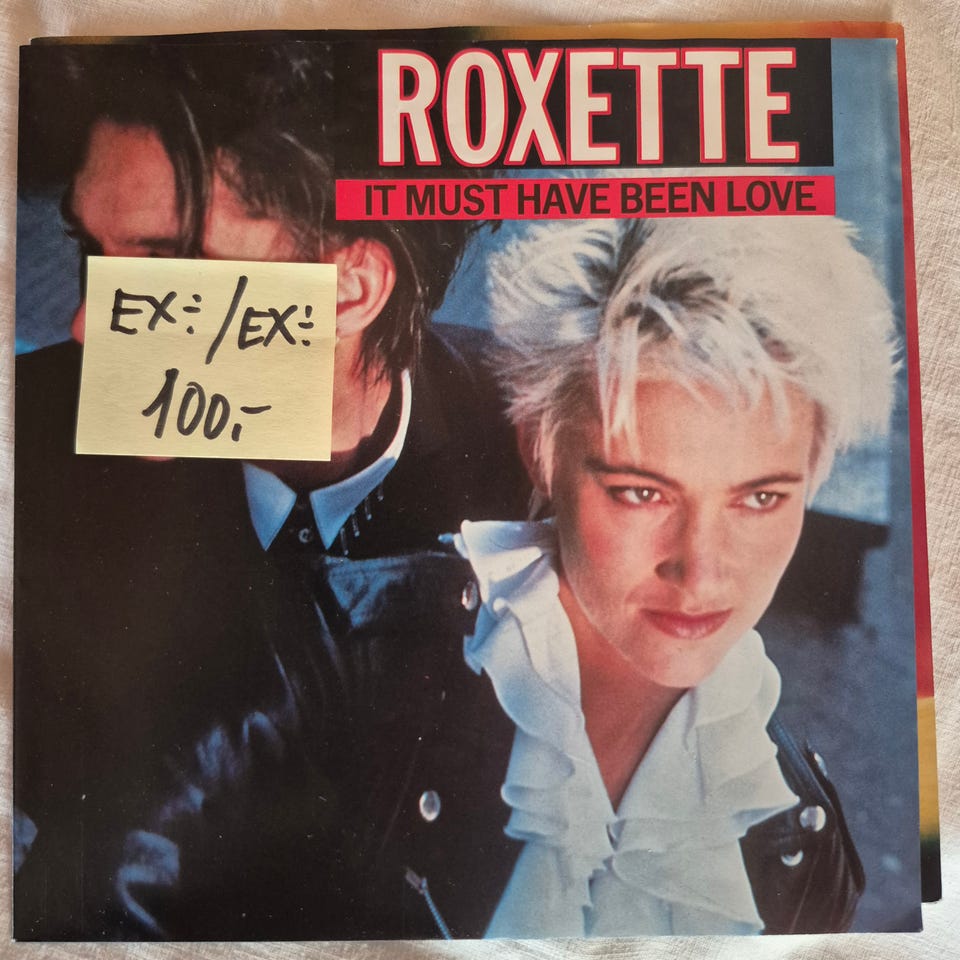 ROXETTE
IT MUST HAVE BEEN LOVE
EX÷/EX÷
100,-